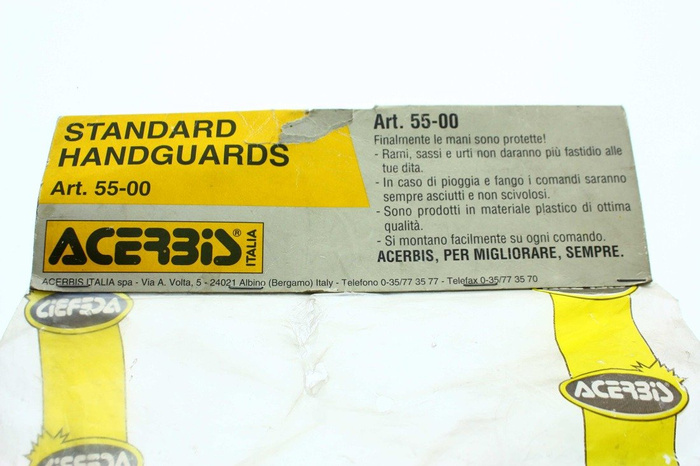 STANDARD
HANDGUARDS
Art. 55-00
ACERBIS®
ITALIA
ACERBIS ITALIA spa - Via A. Volta, 5 - 24021 Albino (Bergamo) Italy - Telefono 0-35/77 35 77 - Telefax 0-35/77 35 70
Art. 55-00
Finalmente le mani sono protette!
- Rami, sassi e urti non daranno più fastidio alle
tue dita.
- In caso di pioggia e fango i comandi saranno
sempre asciutti e non scivolosi.
- Sono prodotti in materiale plastico di ottima
qualità.
- Si montano facilmente su ogni comando.
ACERBIS, PER MIGLIORARE, SEMPRE.
ACERBIS